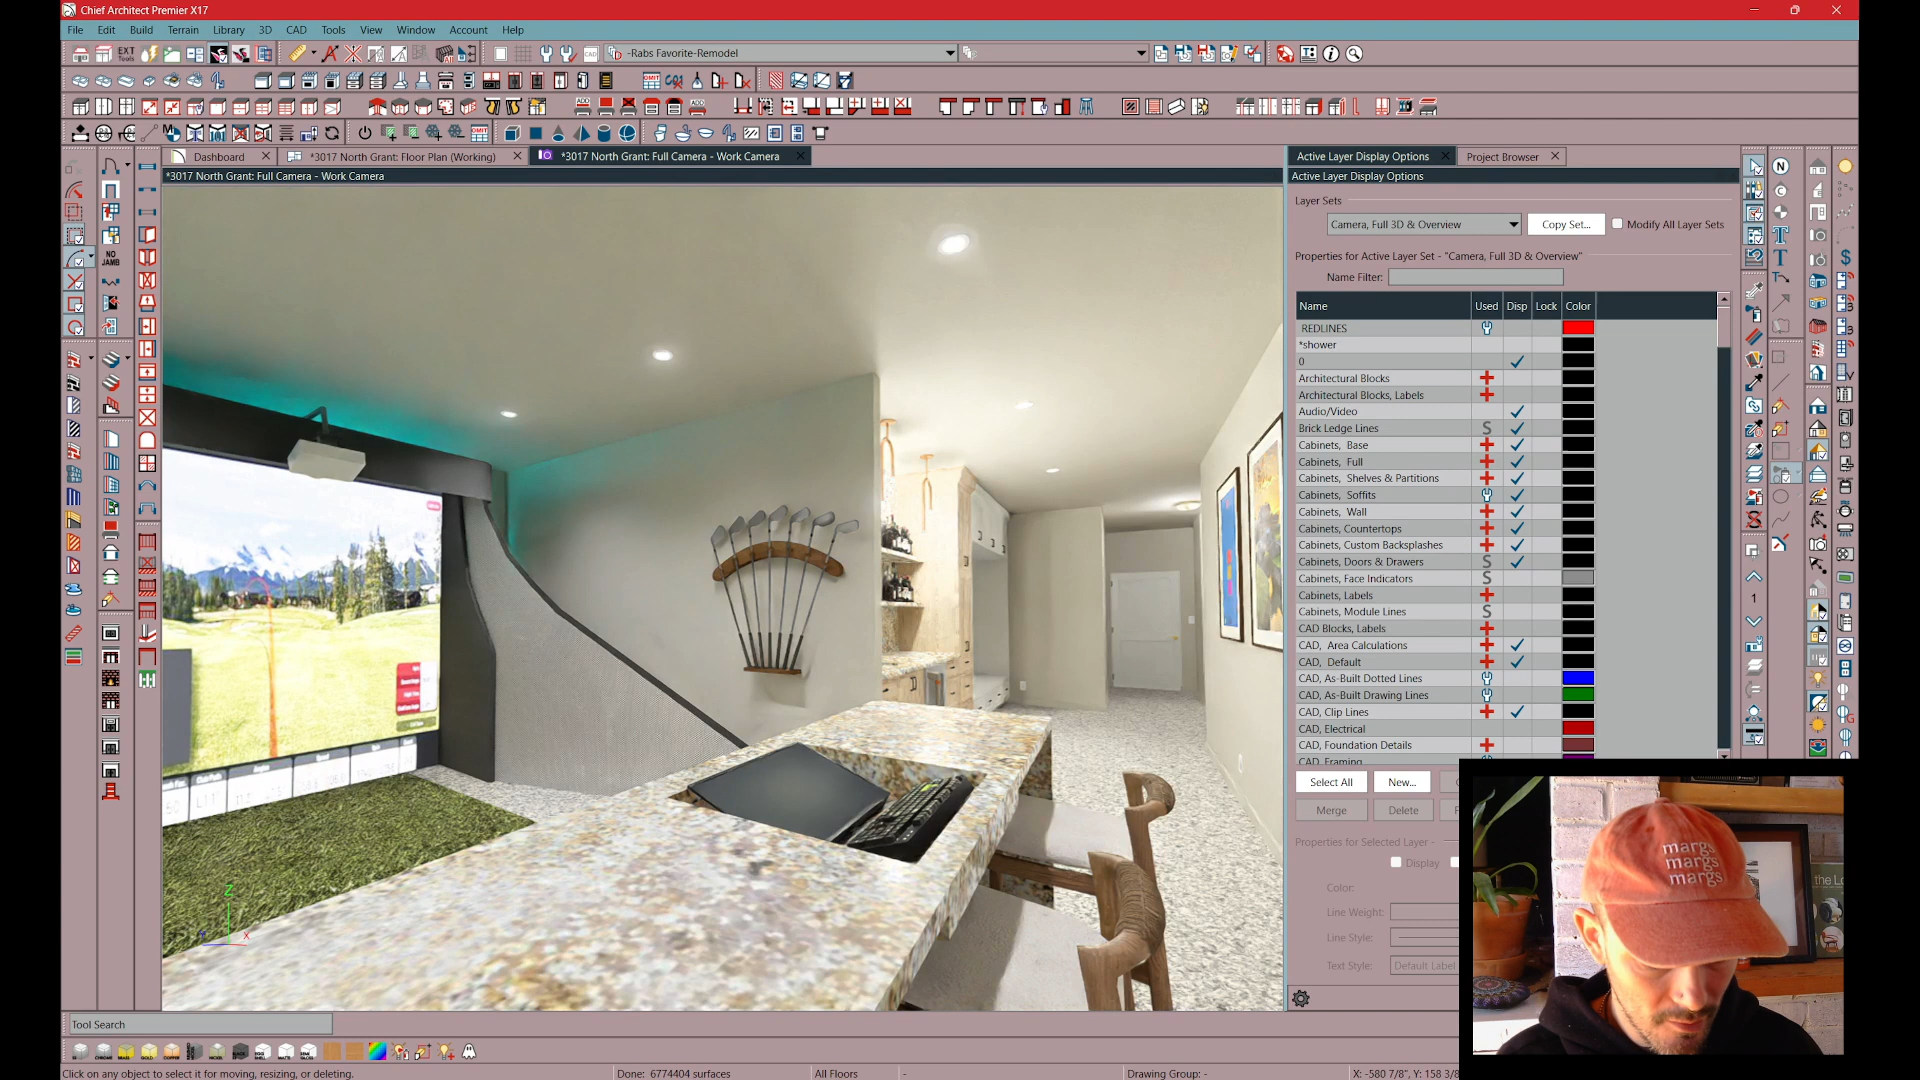 Chief Architect Premier X17
File Edit Build Terrain Library 3D CAD Tools View Window Account Help
EXT Tools
-Rabs Favorite-Remodel
Dashboard
*3017 North Grant: Floor Plan (Working)
*3017 North Grant: Full Camera - Work Camera
*3017 North Grant: Full Camera - Work Camera
Active Layer Display Options
Project Browser
Active Layer Display Options
Layer Sets
Camera, Full 3D & Overview
Copy Set...
Modify All Layer Sets
Properties for Active Layer Set - "Camera, Full 3D & Overview"
Name Filter:
Name Used Disp Lock Color
REDLINES
*shower
0
Architectural Blocks
Architectural Blocks, Labels
Audio/Video
Brick Ledge Lines S
Cabinets, Base
Cabinets, Full
Cabinets, Shelves & Partitions
Cabinets, Soffits
Cabinets, Wall
Cabinets, Countertops
Cabinets, Custom Backsplashes
Cabinets, Doors & Drawers S
Cabinets, Face Indicators S
Cabinets, Labels
Cabinets, Module Lines S
CAD Blocks, Labels
CAD, Area Calculations
CAD, Default
CAD, As-Built Dotted Lines
CAD, As-Built Drawing Lines
CAD, Clip Lines
CAD, Electrical
CAD, Foundation Details
CAD, Framing
Select All
New...
Merge
Delete
Properties for Selected Layer -
Display
Color:
Line Weight:
Line Style:
Text Style:
Default Label
NO JAMB
Z
X
margs
margs
margs
the Lo
Tool Search
Click on any object to select it for moving, resizing, or deleting.
Done: 6774404 surfaces
All Floors
-
Drawing Group: -
X: -580 7/8", Y: 158 3/8